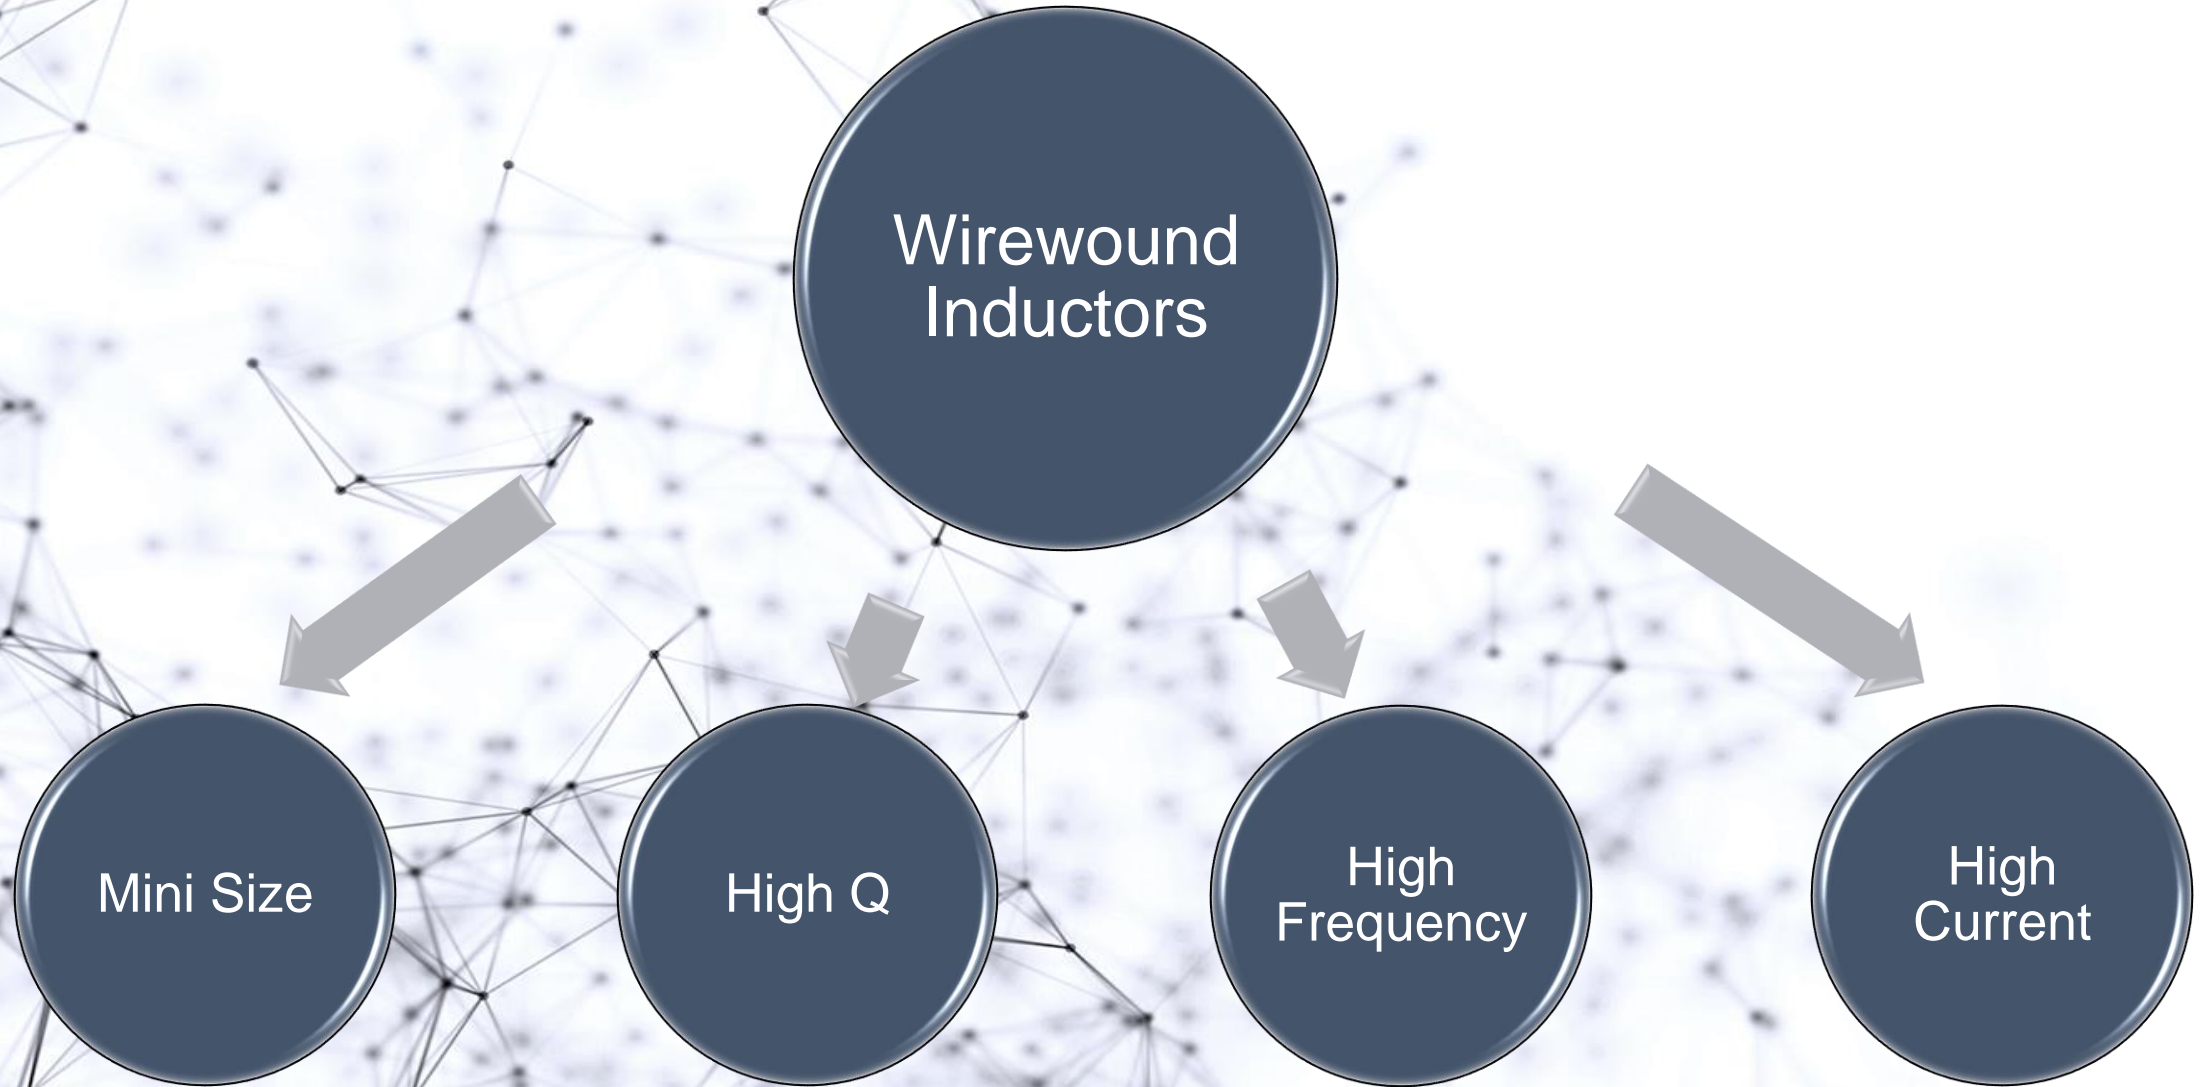 Wirewound
Inductors
Mini Size
High Q
High
Frequency
High
Current